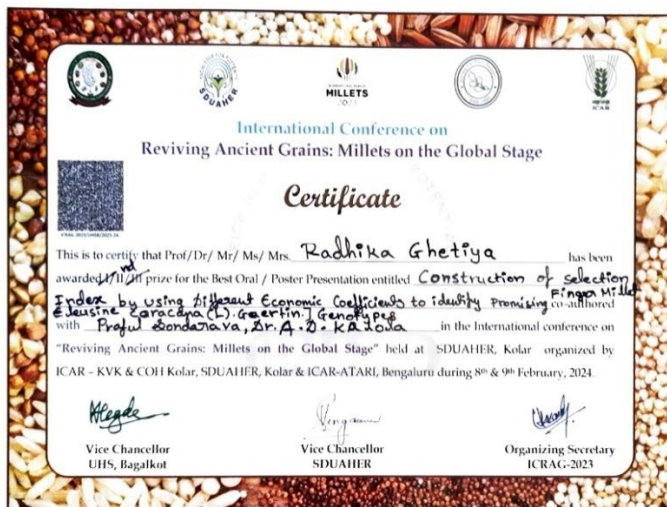 SDUAHER
MILLETS
2023
ICAR
International Conference on
Reviving Ancient Grains: Millets on the Global Stage
Certificate
This is to certify that Prof/Dr/ Mr/ Ms/ Mrs. Radhika Ghetiya has been
awarded I/II/III nd prize for the Best Oral / Poster Presentation entitled Construction of selection
Index by using Different Economic Coefficients to identify Promising Finger Millet co-authored
Eleusine coracana (L). Gaertn.] Genotypes
with Praful Sondarava, Dr. A. D. in the International conference on
"Reviving Ancient Grains: Millets on the Global Stage" held at SDUAHER, Kolar organized by
ICAR – KVK & COH Kolar, SDUAHER, Kolar & ICAR-ATARI, Bengaluru during 8th & 9th February, 2024.
Vice Chancellor
UHS, Bagalkot
Vice Chancellor
SDUAHER
Organizing Secretary
ICRAG-2023